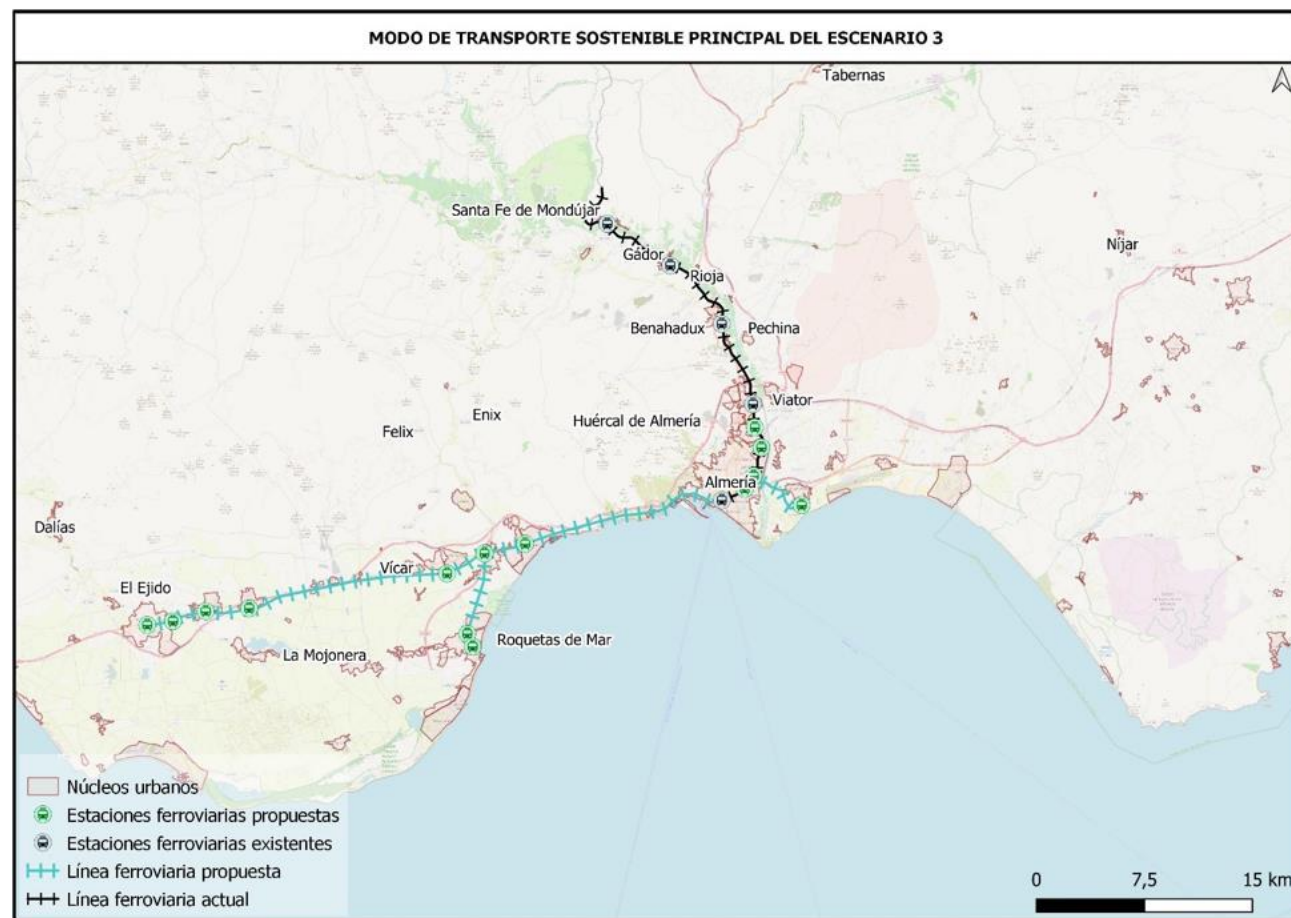 MODO DE TRANSPORTE SOSTENIBLE PRINCIPAL DEL ESCENARIO 3
Tabernas
Santa Fe de Mondújar
Níjar
Gádor
Rioja
Benahadux
Pechina
Viator
Enix
Huércal de Almería
Felix
Almería
Dalías
Vícar
El Ejido
Roquetas de Mar
La Mojonera
Núcleos urbanos
Estaciones ferroviarias propuestas
Estaciones ferroviarias existentes
Línea ferroviaria propuesta
Línea ferroviaria actual
0 7,5 15 km